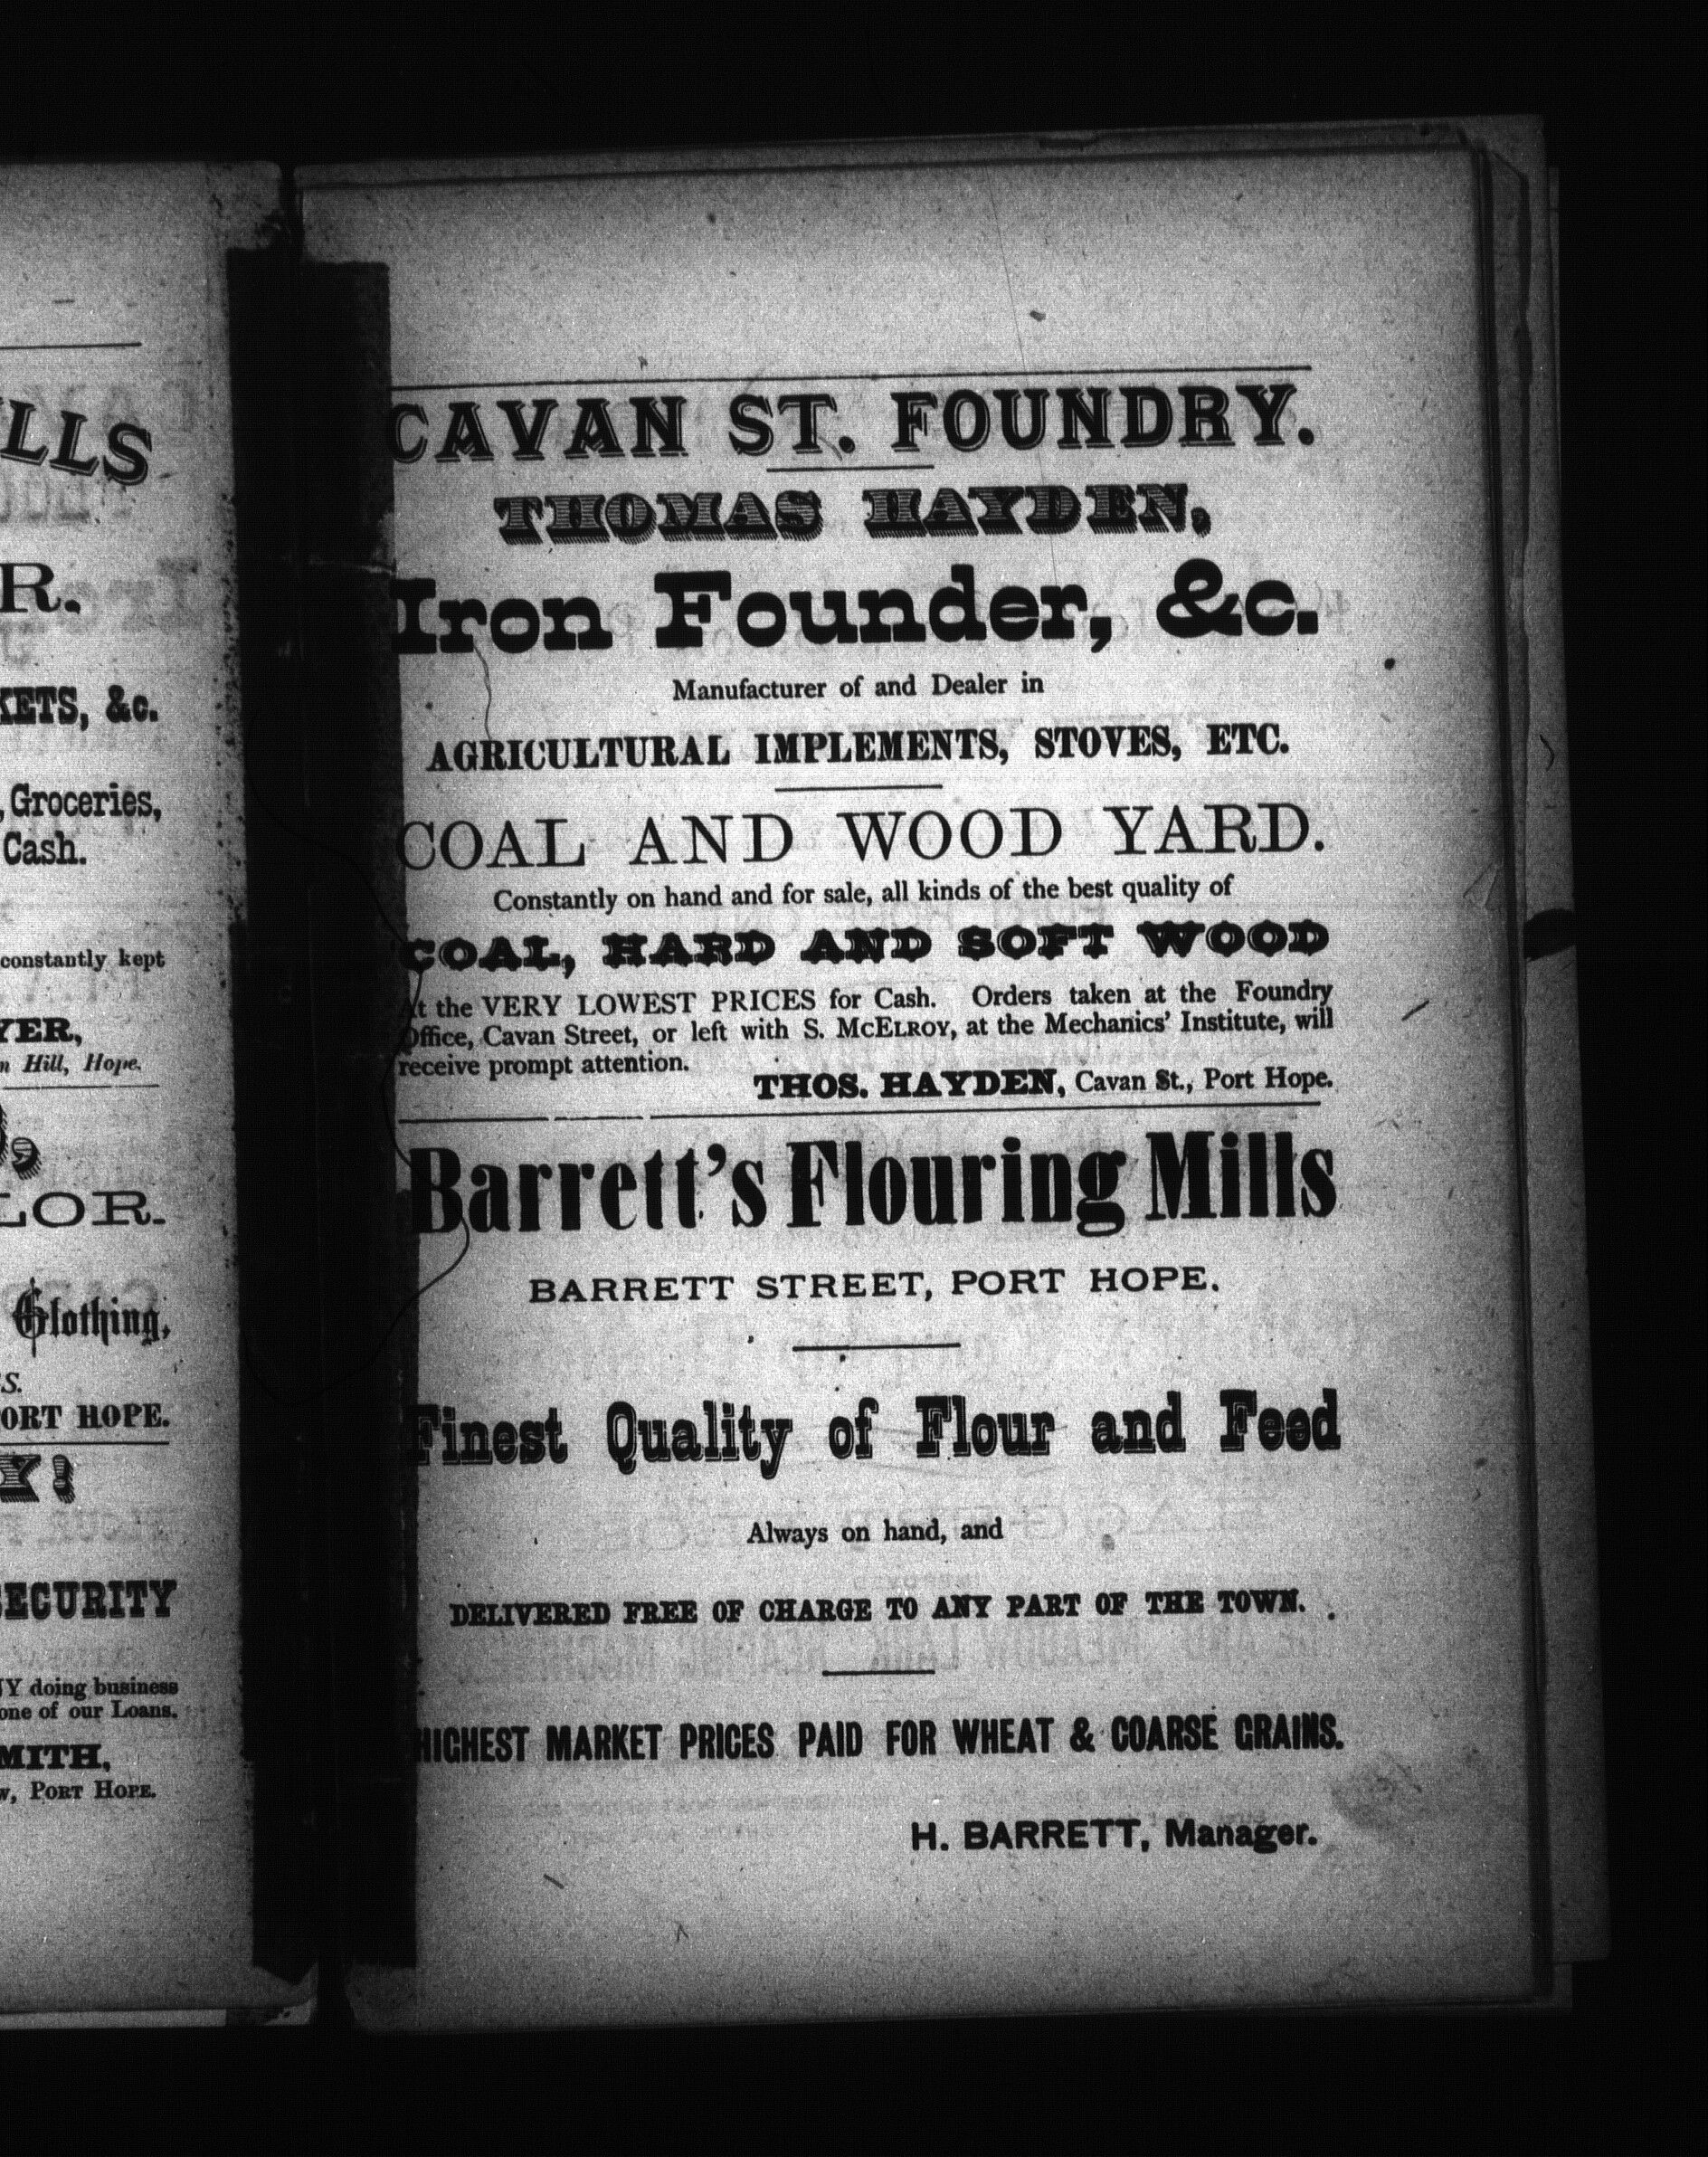 LLS
R.
KETS, &c.
, Groceries,
Cash.
constantly kept
YER,
n Hill, Hope.
LOR.
Clothing,
S.
ORT HOPE.
Y!
SECURITY
NY doing business
one of our Loans.
MITH,
w, PORT HOPE.
CAVAN ST. FOUNDRY.
THOMAS HAYDEN,
Iron Founder, &c.
Manufacturer of and Dealer in
AGRICULTURAL IMPLEMENTS, STOVES, ETC.
COAL AND WOOD YARD.
Constantly on hand and for sale, all kinds of the best quality of
COAL, HARD AND SOFT WOOD
At the VERY LOWEST PRICES for Cash. Orders taken at the Foundry
Office, Cavan Street, or left with S. MCELROY, at the Mechanics' Institute, will
receive prompt attention.
THOS. HAYDEN, Cavan St., Port Hope.
Barrett's Flouring Mills
BARRETT STREET, PORT HOPE.
Finest Quality of Flour and Feed
Always on hand, and
DELIVERED FREE OF CHARGE TO ANY PART OF THE TOWN.
HIGHEST MARKET PRICES PAID FOR WHEAT & COARSE GRAINS.
H. BARRETT, Manager.